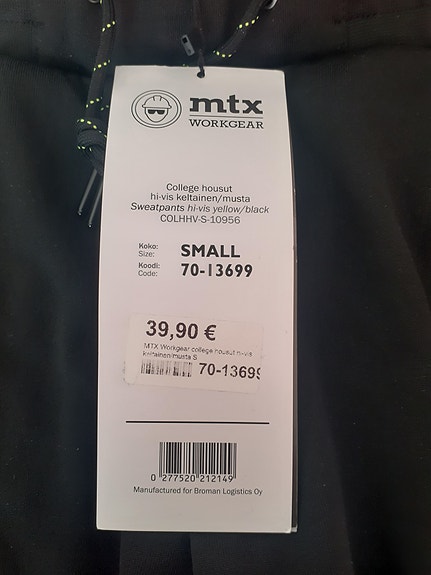 mtx
WORKGEAR
College housut
hi-vis keltainen/musta
Sweatpants hi-vis yellow/black
COLHHV-S-10956
Koko:
Size:
SMALL
Koodi:
Code:
70-13699
39,90 €
MTX Workgear college housut hi-vis
keltainen/musta S
70-13699
0 277520 212149
Manufactured for Broman Logistics Oy